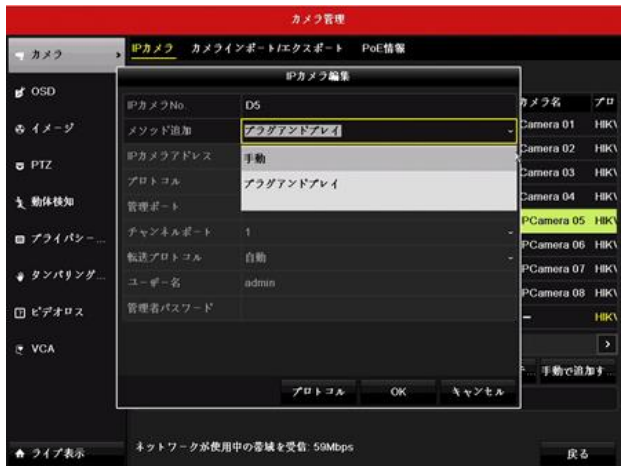 カメラ管理
カメラ
OSD
イメージ
PTZ
動体検知
プライバシー...
タンパリング...
ビデオロス
VCA
ライブ表示
IPカメラ カメラインポート/エクスポート PoE情報
IPカメラ編集
IPカメラNo. D5
メソッド追加 プラグアンドプレイ
IPカメラアドレス 手動
プロトコル プラグアンドプレイ
管理ポート
チャンネルポート 1
転送プロトコル 自動
ユーザー名 admin
管理者パスワード
プロトコル OK キャンセル
カメラ名 プロ
Camera 01 HIKV
Camera 02 HIKV
Camera 03 HIKV
Camera 04 HIKV
PCamera 05 HIKV
PCamera 06 HIKV
PCamera 07 HIKV
PCamera 08 HIKV
– HIKV
手動で追加す...
ネットワークが使用中の帯域を受信: 59Mbps
戻る